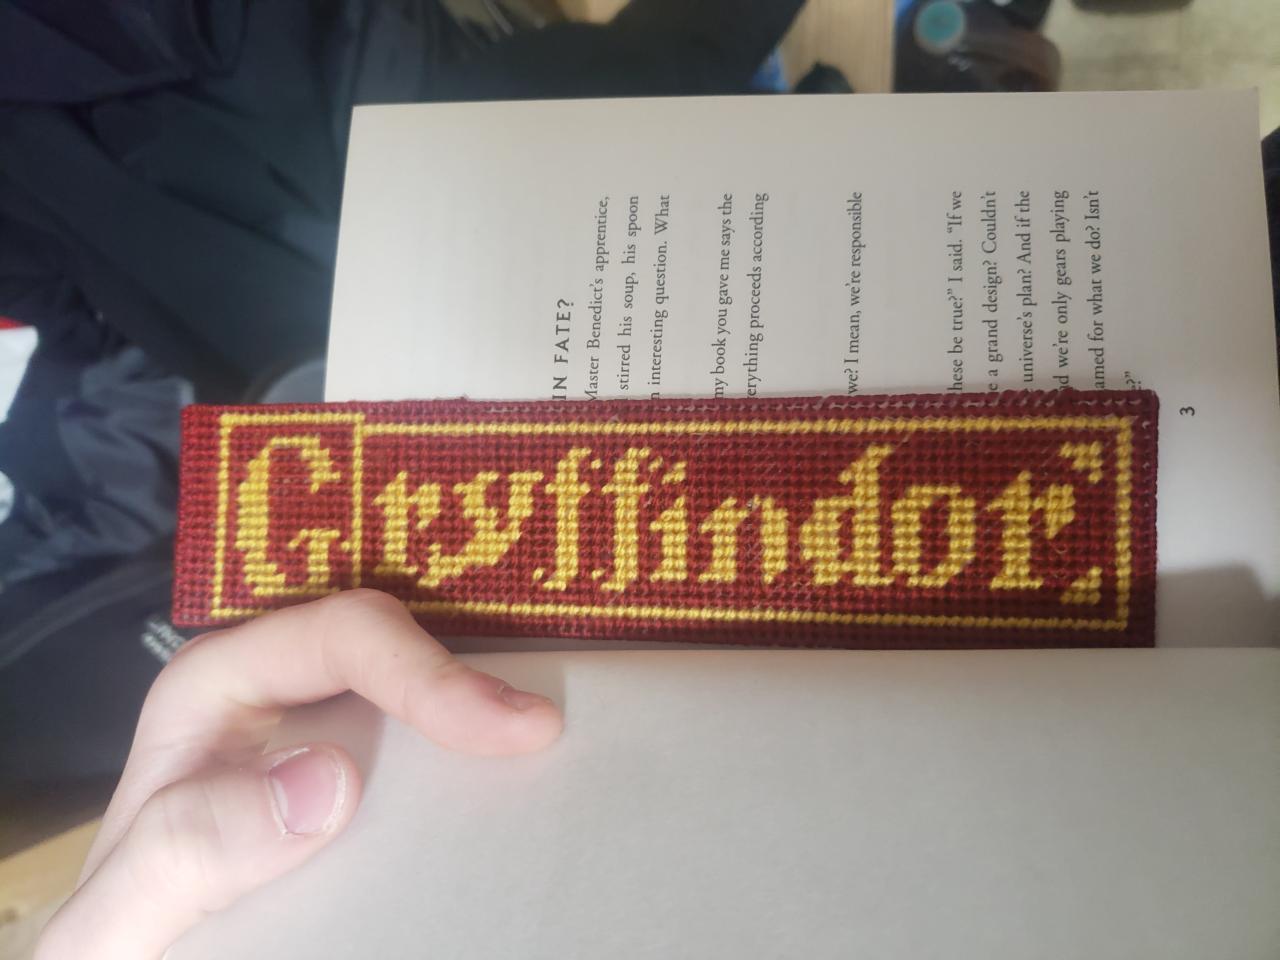 Gryffindor
IN FATE?
Master Benedict's apprentice,
stirred his soup, his spoon
interesting question. What
my book you gave me says the
erything proceeds according
we? I mean, we're responsible
hese be true?" I said. "If we
a grand design? Couldn't
universe's plan? And if the
we're only gears playing
amed for what we do? Isn't
e?"
3